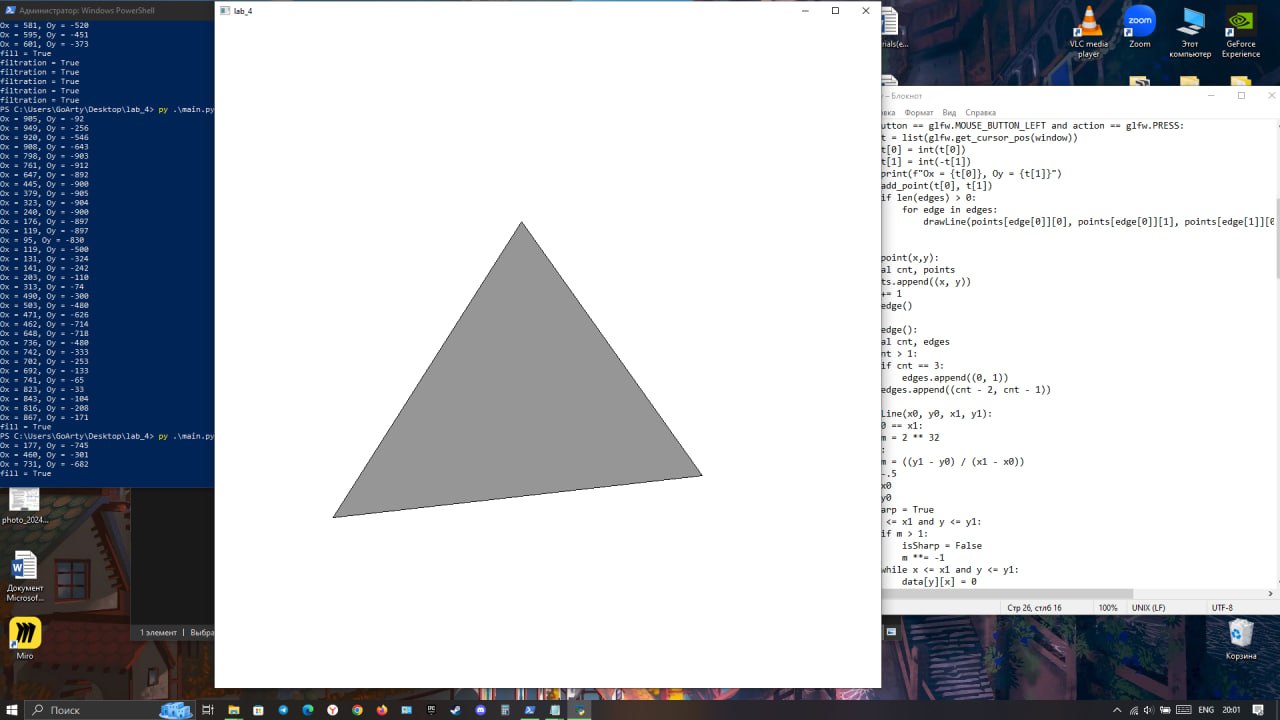 Администратор: Windows PowerShell
Ox = 581, Oy = -520
Ox = 595, Oy = -451
Ox = 601, Oy = -373
fill = True
filtration = True
filtration = True
filtration = True
filtration = True
filtration = True
PS C:\Users\GoArty\Desktop\lab_4> py .\main.py
Ox = 905, Oy = -92
Ox = 949, Oy = -256
Ox = 920, Oy = -546
Ox = 908, Oy = -643
Ox = 798, Oy = -903
Ox = 761, Oy = -912
Ox = 647, Oy = -892
Ox = 445, Oy = -900
Ox = 379, Oy = -905
Ox = 323, Oy = -904
Ox = 240, Oy = -900
Ox = 176, Oy = -897
Ox = 119, Oy = -897
Ox = 95, Oy = -830
Ox = 119, Oy = -500
Ox = 131, Oy = -324
Ox = 141, Oy = -242
Ox = 203, Oy = -110
Ox = 313, Oy = -74
Ox = 490, Oy = -300
Ox = 503, Oy = -480
Ox = 471, Oy = -626
Ox = 462, Oy = -714
Ox = 648, Oy = -718
Ox = 736, Oy = -480
Ox = 742, Oy = -333
Ox = 702, Oy = -253
Ox = 692, Oy = -133
Ox = 741, Oy = -65
Ox = 823, Oy = -33
Ox = 843, Oy = -104
Ox = 816, Oy = -208
Ox = 867, Oy = -171
fill = True
PS C:\Users\GoArty\Desktop\lab_4> py .\main.py
Ox = 177, Oy = -745
Ox = 460, Oy = -301
Ox = 731, Oy = -682
fill = True
lab_4
rials(e...
VLC media
player
Zoom
Этот
компьютер
GeForce
Experience
– Блокнот
вка Формат Вид Справка
utton == glfw.MOUSE_BUTTON_LEFT and action == glfw.PRESS:
t = list(glfw.get_cursor_pos(window))
t[0] = int(t[0])
t[1] = int(-t[1])
print(f"Ox = {t[0]}, Oy = {t[1]}")
add_point(t[0], t[1])
if len(edges) > 0:
for edge in edges:
drawLine(points[edge[0]][0], points[edge[0]][1], points[edge[1]][0
point(x,y):
al cnt, points
ts.append((x, y))
+= 1
edge()
edge():
al cnt, edges
nt > 1:
if cnt == 3:
edges.append((0, 1))
edges.append((cnt - 2, cnt - 1))
Line(x0, y0, x1, y1):
0 == x1:
m = 2 ** 32
:
m = ((y1 - y0) / (x1 - x0))
-.5
x0
y0
arp = True
<= x1 and y <= y1:
if m > 1:
isSharp = False
m **= -1
while x <= x1 and y <= y1:
data[y][x] = 0
Стр 26, стлб 16 100% UNIX (LF) UTF-8
photo_2024...
Документ
Microsof...
Miro
1 элемент Выбра
Корзина
Поиск
ENG 20:01